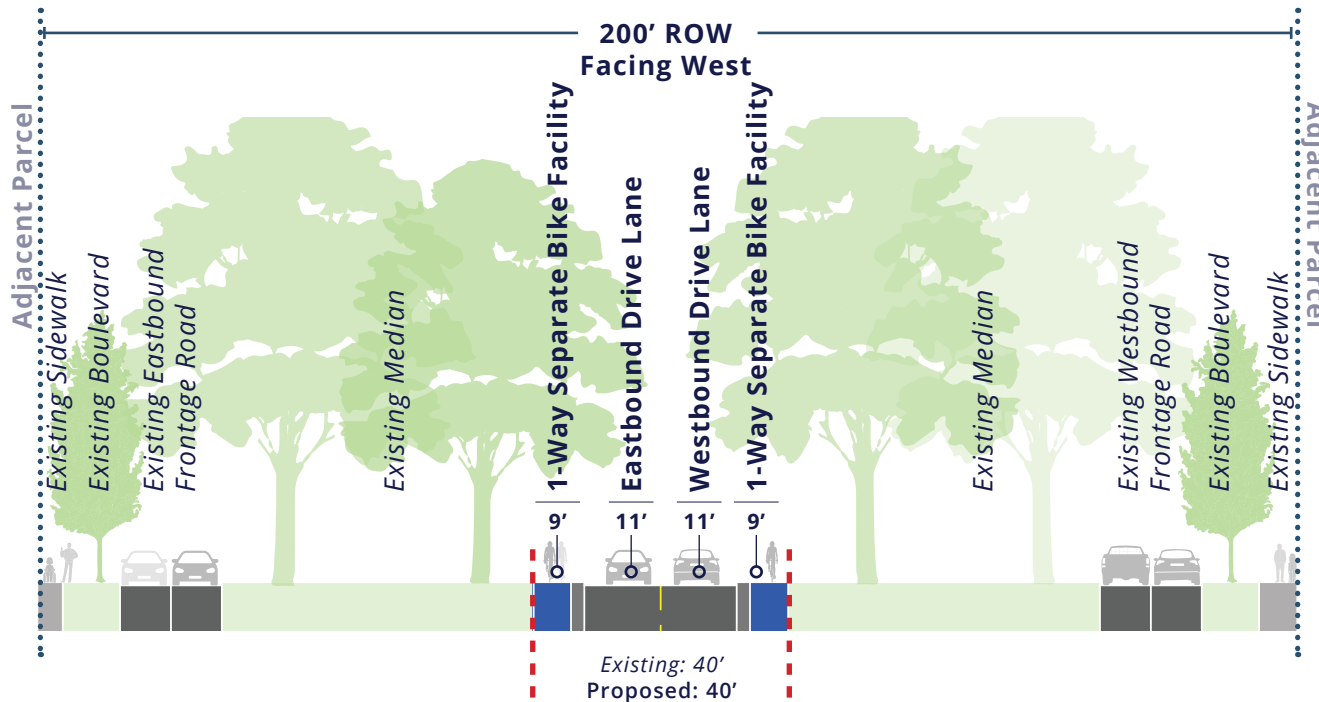 200’ ROW
Facing West
Adjacent Parcel
Existing Sidewalk
Existing Boulevard
Existing Eastbound
Frontage Road
Existing Median
1-Way Separate Bike Facility
Eastbound Drive Lane
Westbound Drive Lane
1-Way Separate Bike Facility
Existing Median
Existing Westbound
Frontage Road
Existing Boulevard
Existing Sidewalk
Adjacent Parcel
9’
11’
11’
9’
Existing: 40’
Proposed: 40’